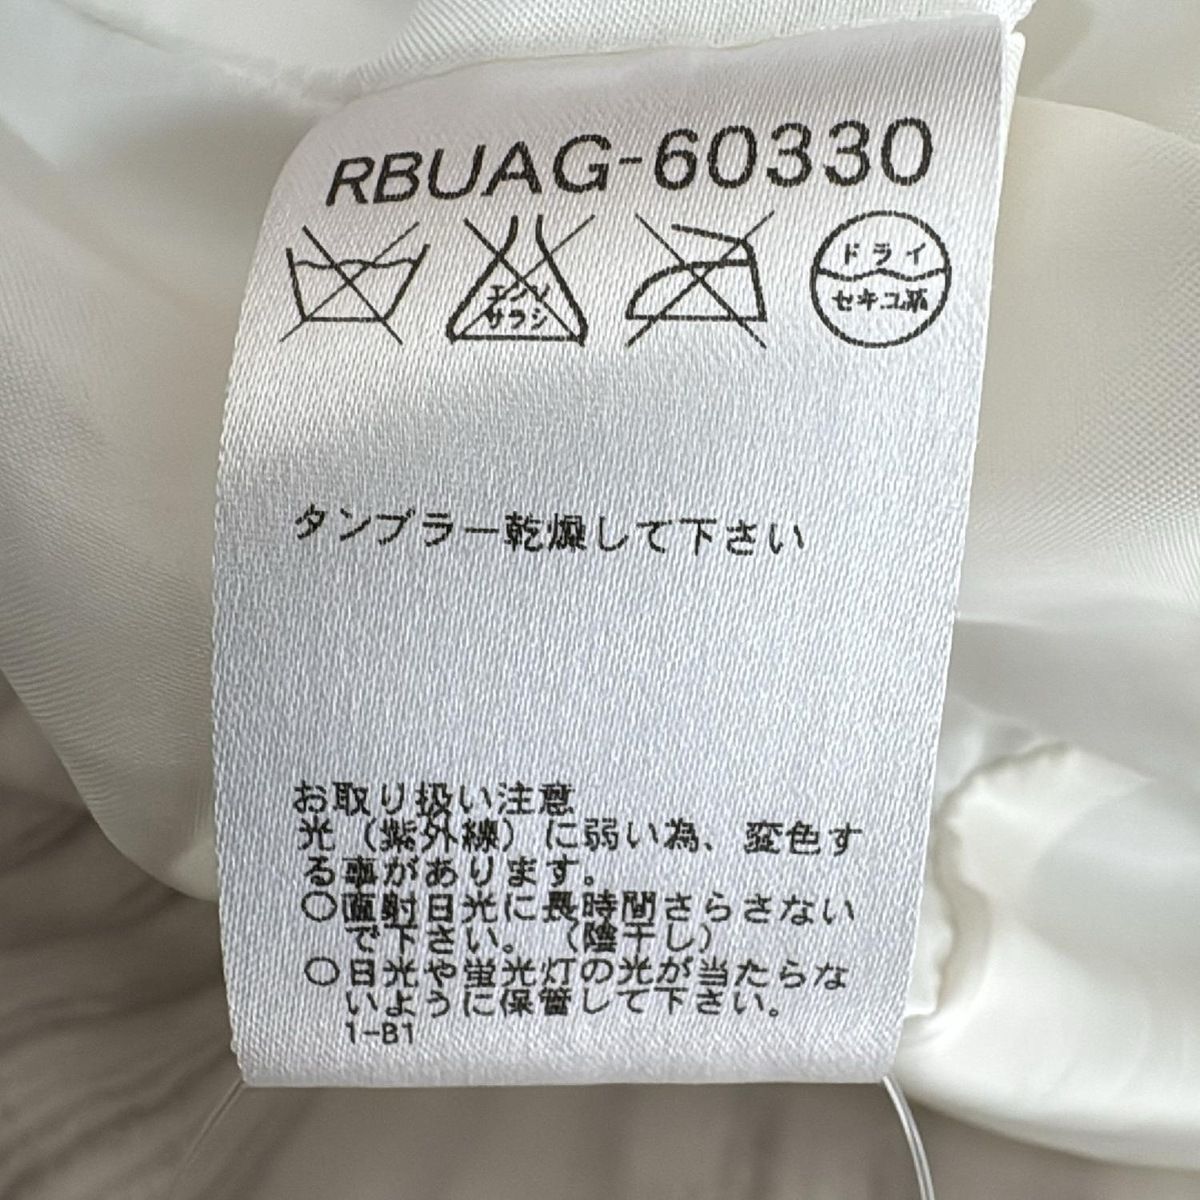 RBUAG-60330
エンソ
サラシ
ドライ
セキユ系
タンブラー乾燥して下さい
お取り扱い注意
光（紫外線）に弱い為、変色す
る事があります。
○直射日光に長時間さらさない
で下さい。（陰干し）
○日光や蛍光灯の光が当たらな
いように保管して下さい。
1-B1